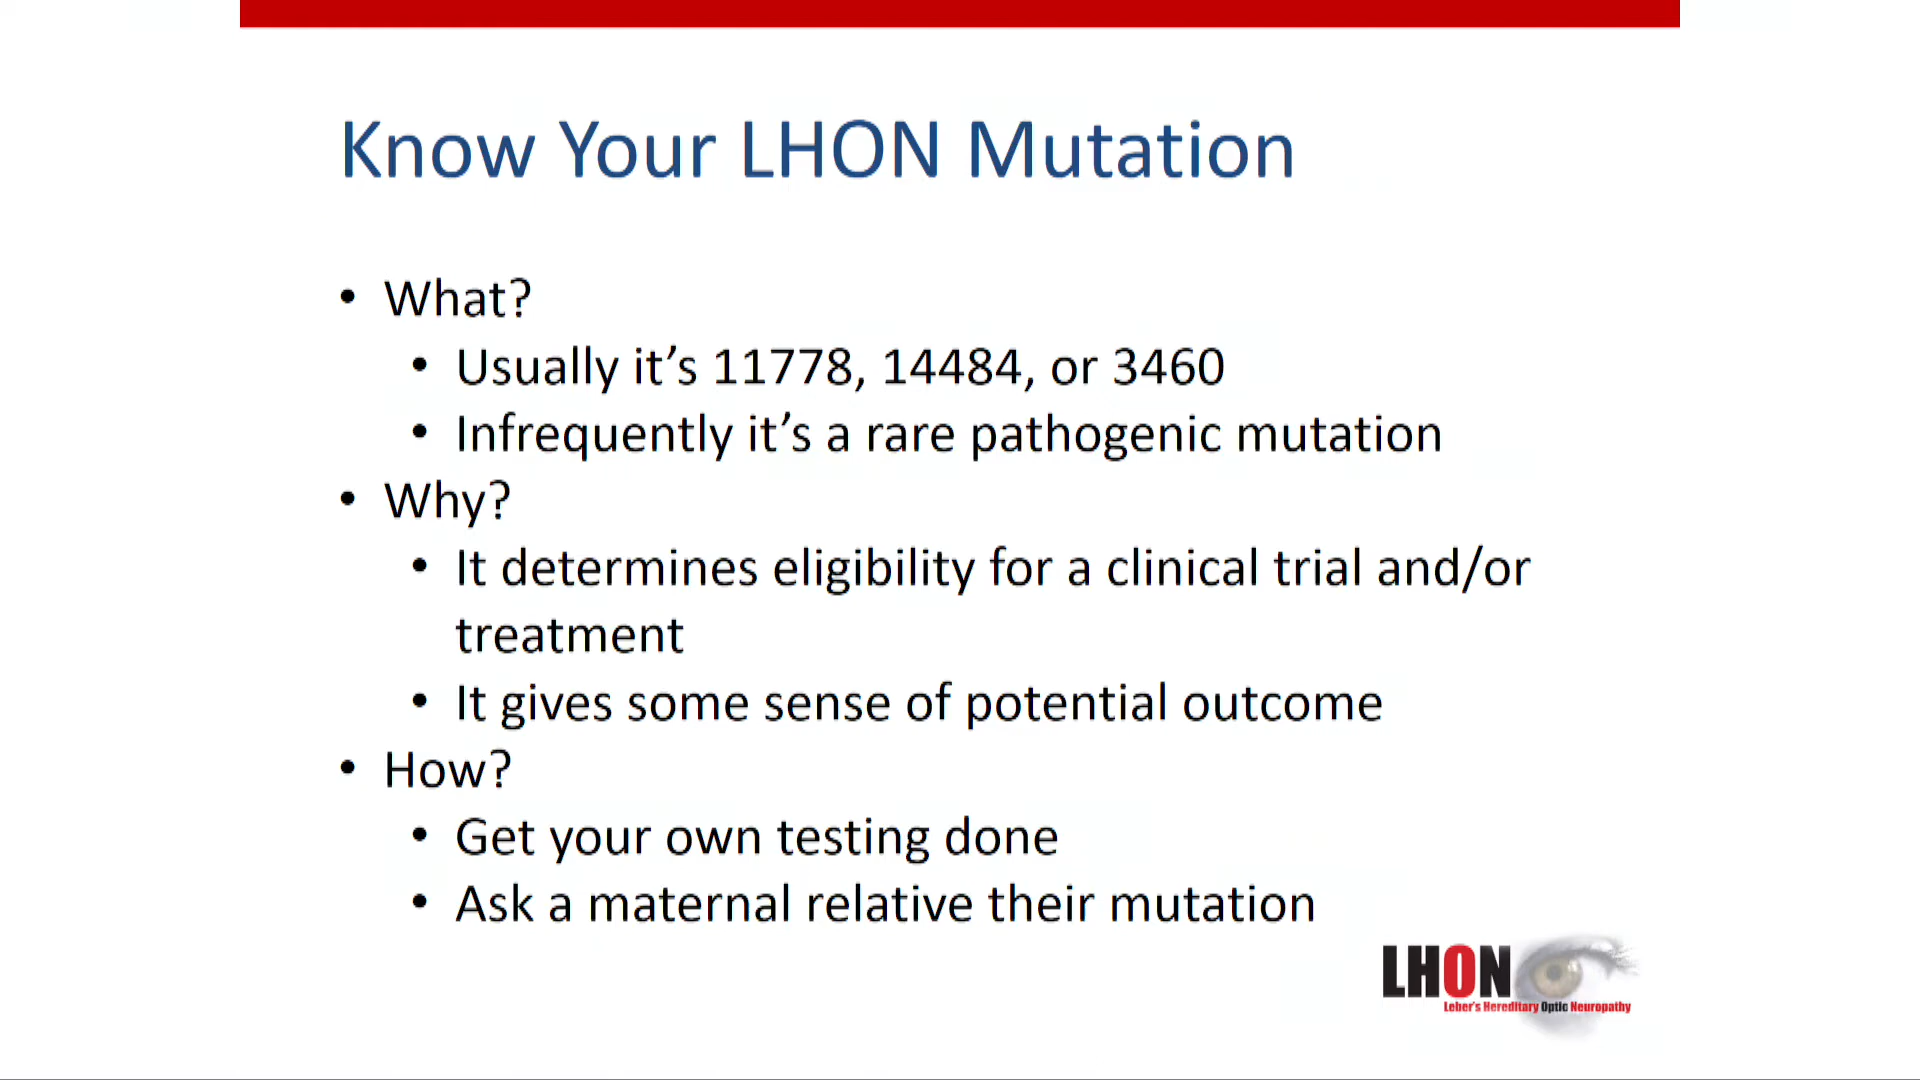 Know Your LHON Mutation
• What?
• Usually it’s 11778, 14484, or 3460
• Infrequently it’s a rare pathogenic mutation
• Why?
• It determines eligibility for a clinical trial and/or
treatment
• It gives some sense of potential outcome
• How?
• Get your own testing done
• Ask a maternal relative their mutation
LHON
Leber's Hereditary Optic Neuropathy